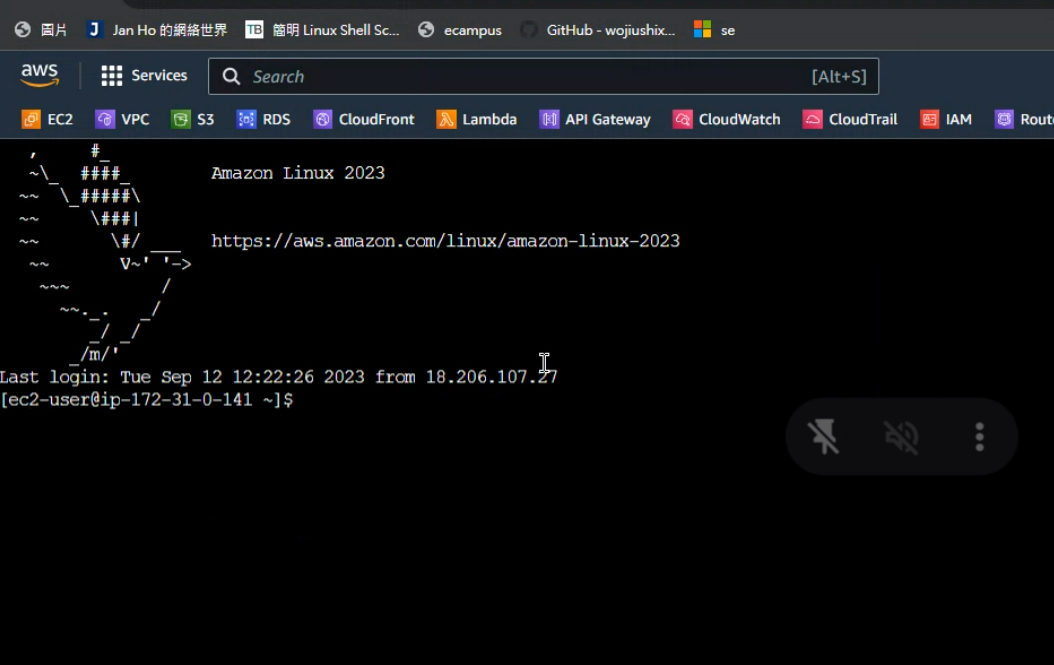 圖片 Jan Ho 的網絡世界 簡明 Linux Shell Sc... ecampus GitHub - wojiushix... se
aws Services Search [Alt+S]
EC2 VPC S3 RDS CloudFront Lambda API Gateway CloudWatch CloudTrail IAM Route
   ,     #_
   ~\_  ####_        Amazon Linux 2023
  ~~  \_#####\
  ~~     \###|
  ~~       \#/ ___   https://aws.amazon.com/linux/amazon-linux-2023
   ~~       V~' '->
    ~~~         /
      ~~._.   _/
         _/ _/
       _/m/'
Last login: Tue Sep 12 12:22:26 2023 from 18.206.107.27
[ec2-user@ip-172-31-0-141 ~]$